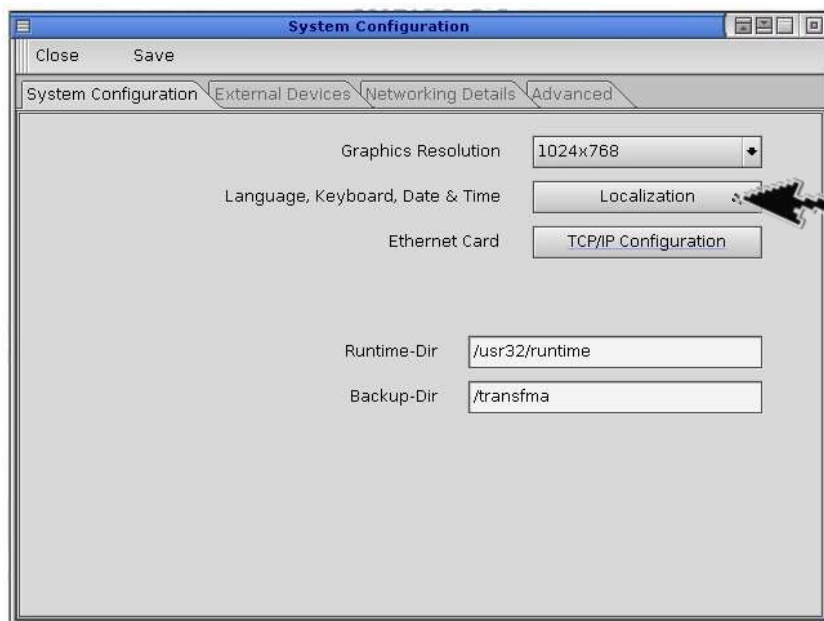 System Configuration
Close Save
System Configuration External Devices Networking Details Advanced
Graphics Resolution 1024x768
Language, Keyboard, Date & Time Localization
Ethernet Card TCP/IP Configuration
Runtime-Dir /usr32/runtime
Backup-Dir /transfma